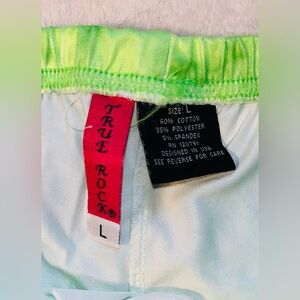 TRUE ROCK®
L
SIZE: L
60% COTTON
35% POLYESTER
5% SPANDEX
DESIGNED IN USA
SEE REVERSE FOR CARE